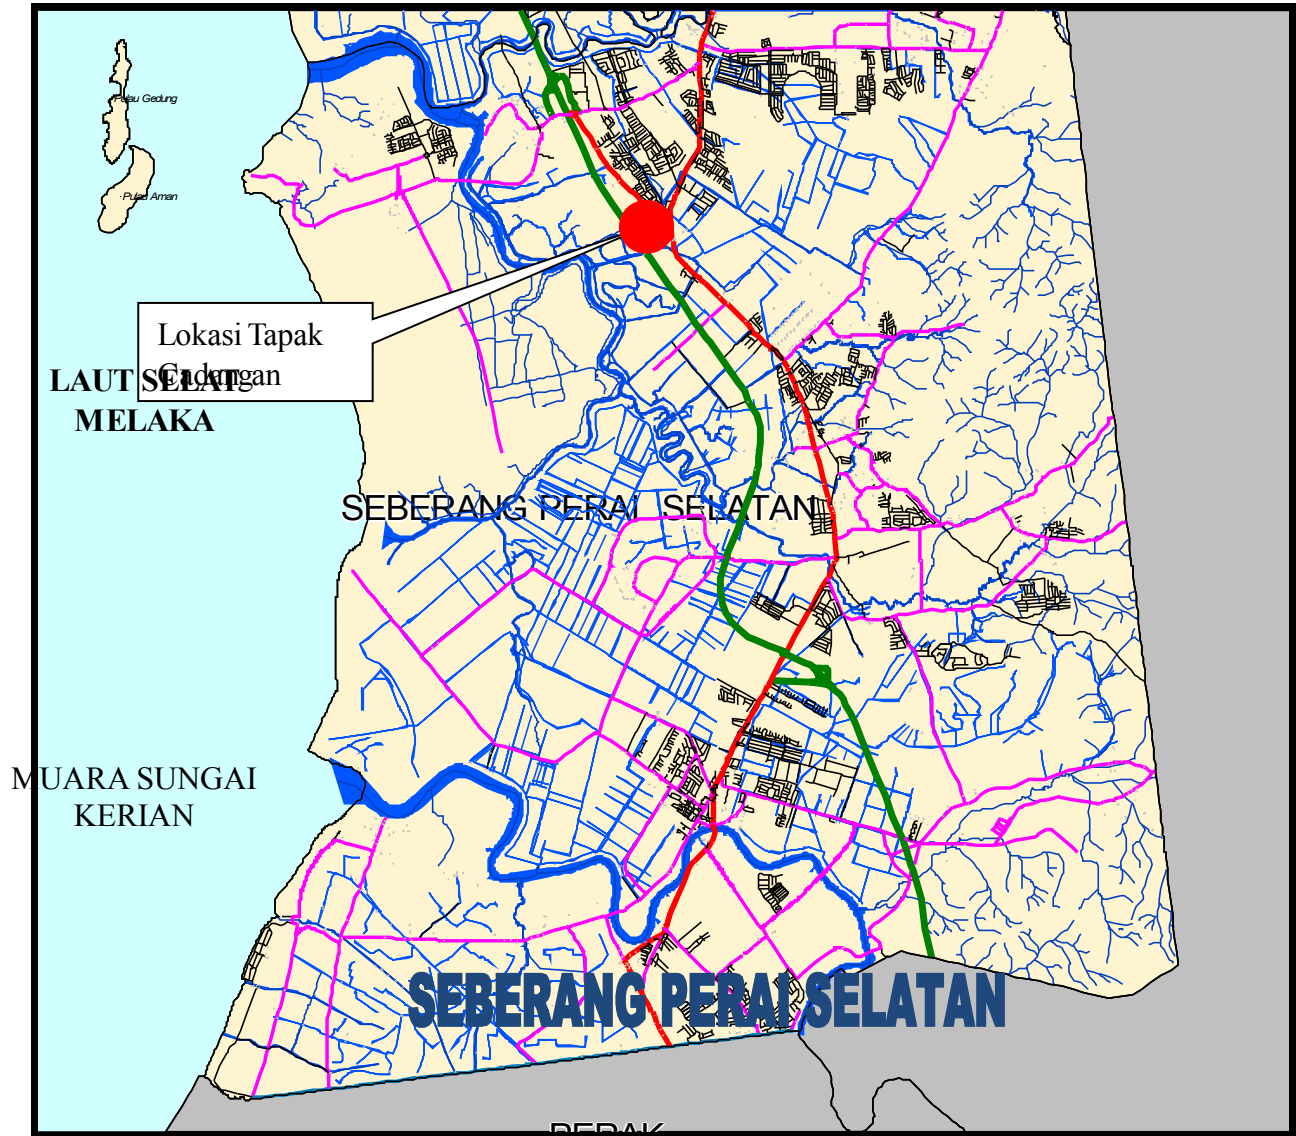 Pulau Gedung
Pulau Aman
Lokasi Tapak
Cadangan
LAUT SELAT
MELAKA
SEBERANG PERAI SELATAN
MUARA SUNGAI
KERIAN
SEBERANG PERAI SELATAN
PERAK